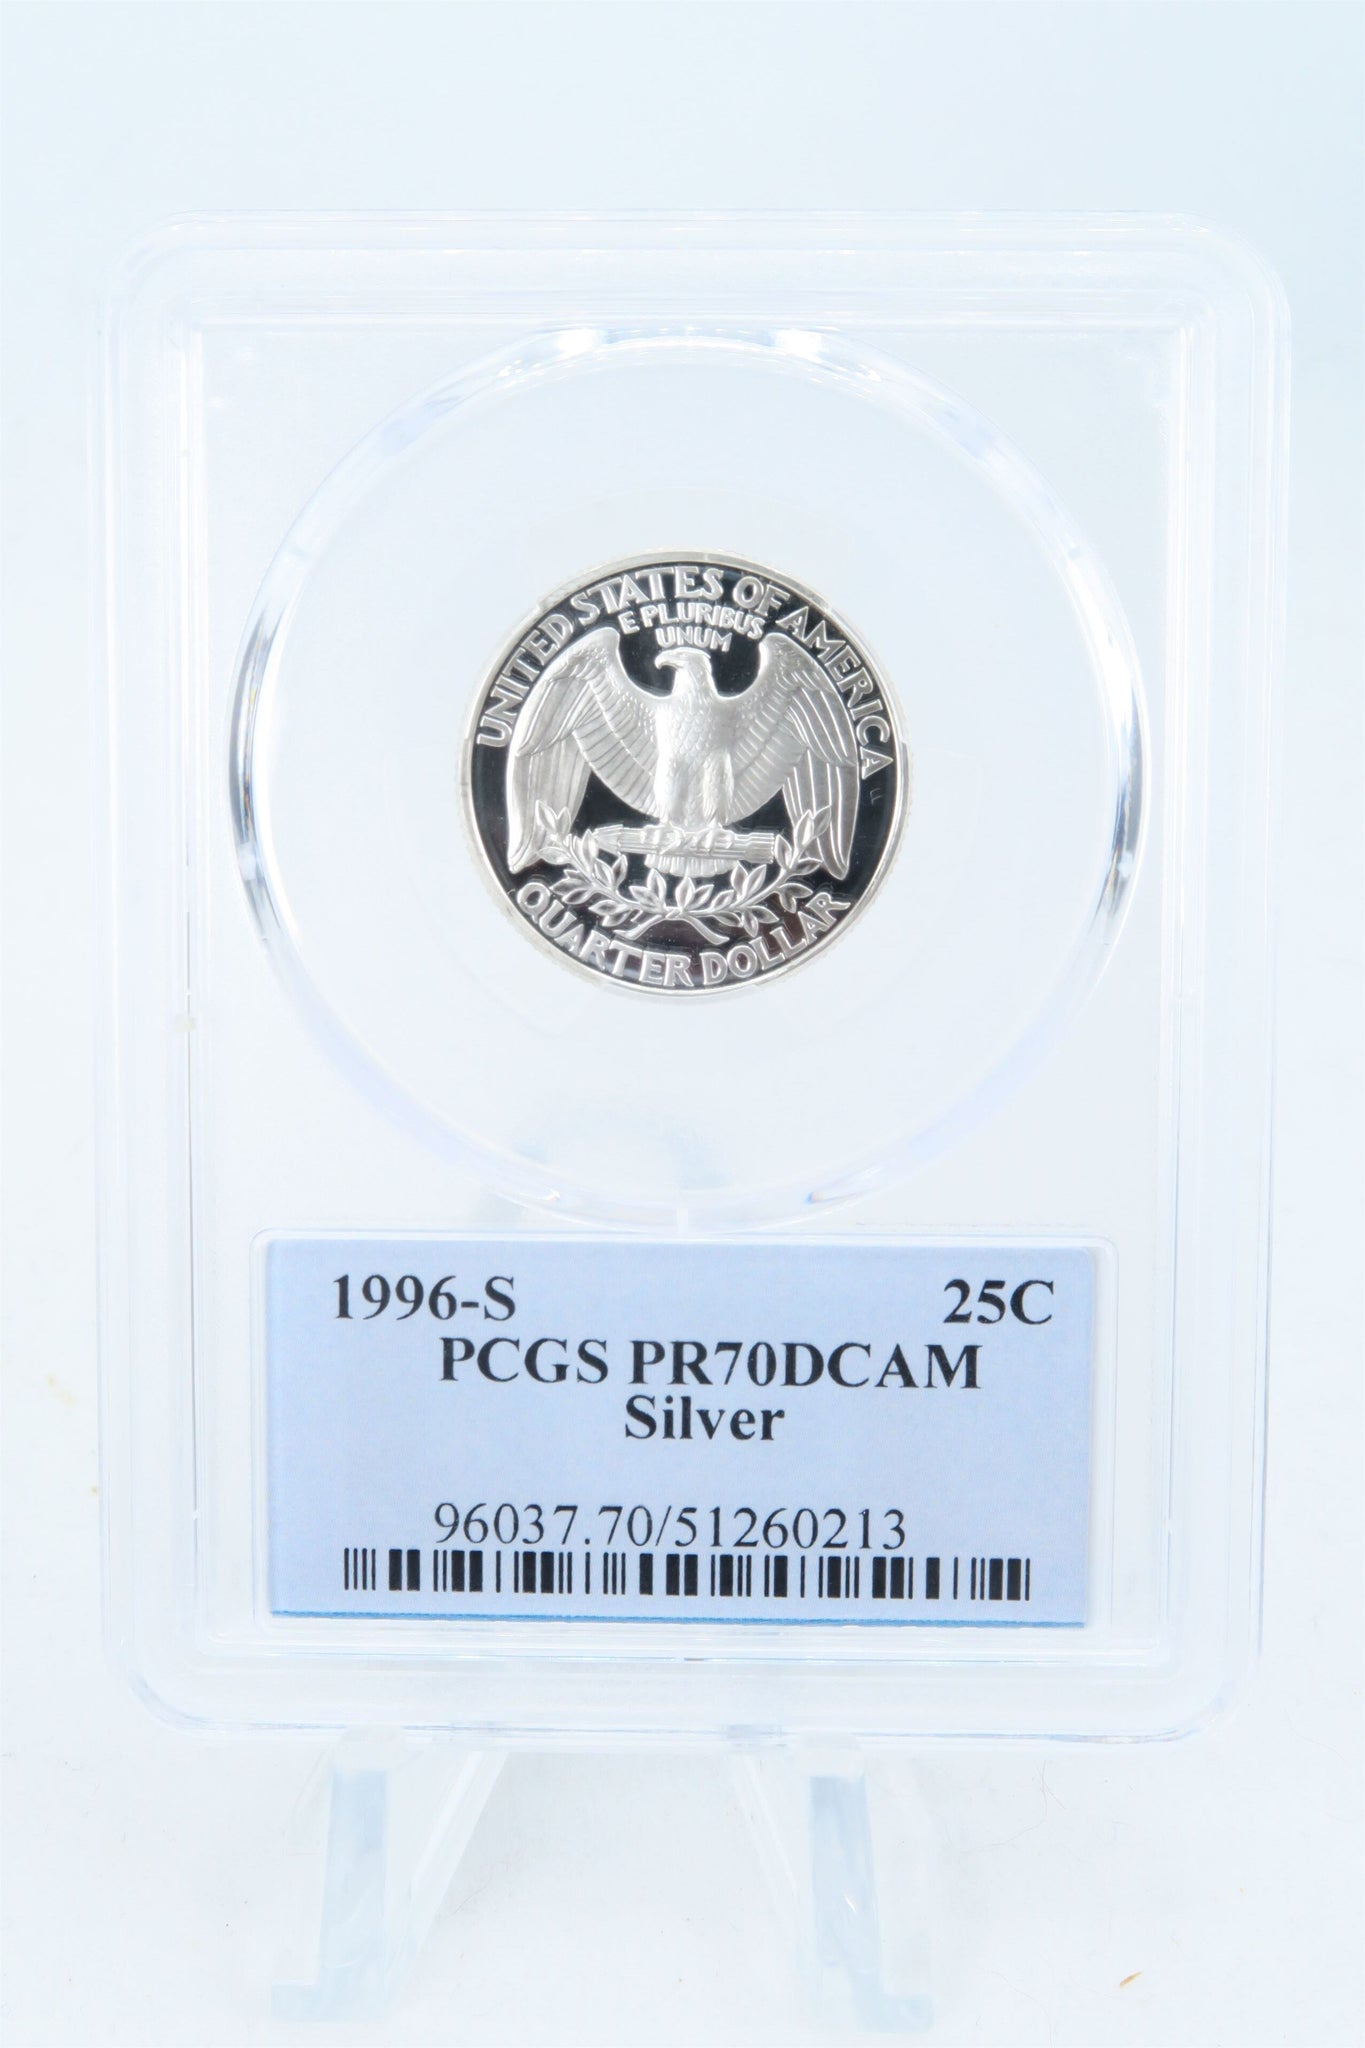 UNITED STATES OF AMERICA
E PLURIBUS
UNUM
QUARTER DOLLAR
1996-S 25C
PCGS PR70DCAM
Silver
96037.70/51260213